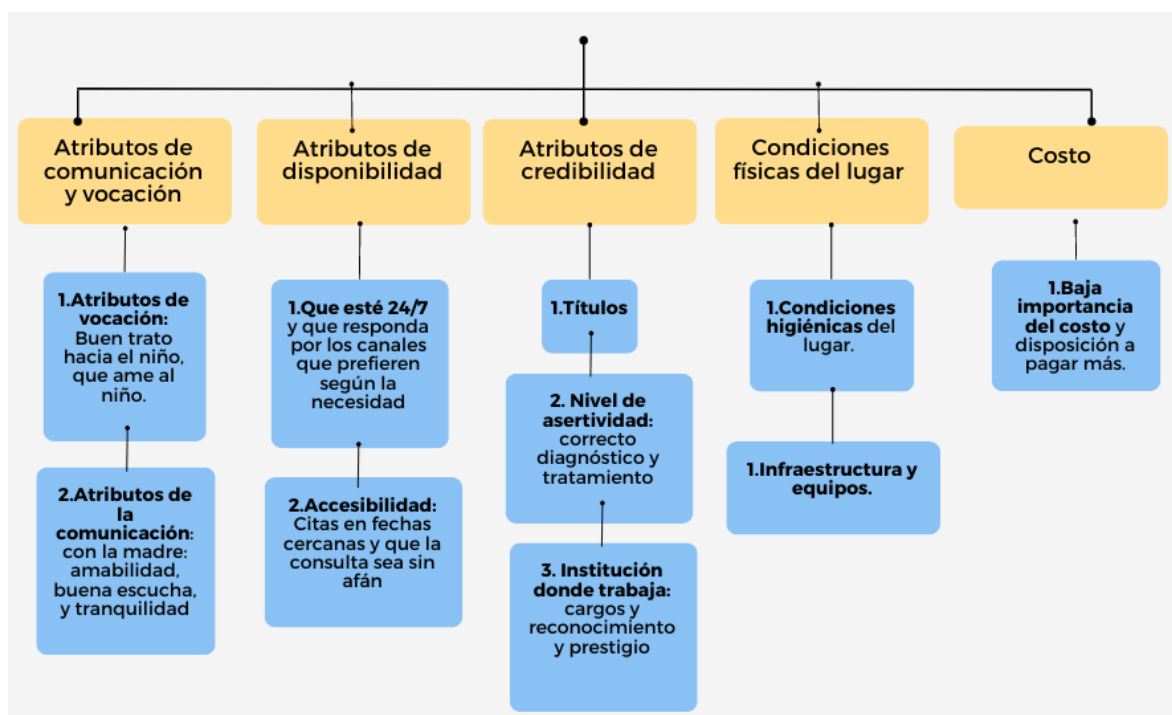 Atributos de
comunicación
y vocación
Atributos de
disponibilidad
Atributos de
credibilidad
Condiciones
físicas del lugar
Costo
1.Atributos de
vocación:
Buen trato
hacia el niño,
que ame al
niño.
2.Atributos de
la
comunicación:
con la madre:
amabilidad,
buena escucha,
y tranquilidad
1.Que esté 24/7
y que responda
por los canales
que prefieren
según la
necesidad
2.Accesibilidad:
Citas en fechas
cercanas y que la
consulta sea sin
afán
1.Títulos
2. Nivel de
asertividad:
correcto
diagnóstico y
tratamiento
3. Institución
donde trabaja:
cargos y
reconocimiento
y prestigio
1.Condiciones
higiénicas del
lugar.
1.Infraestructura y
equipos.
1.Baja
importancia
del costo y
disposición a
pagar más.